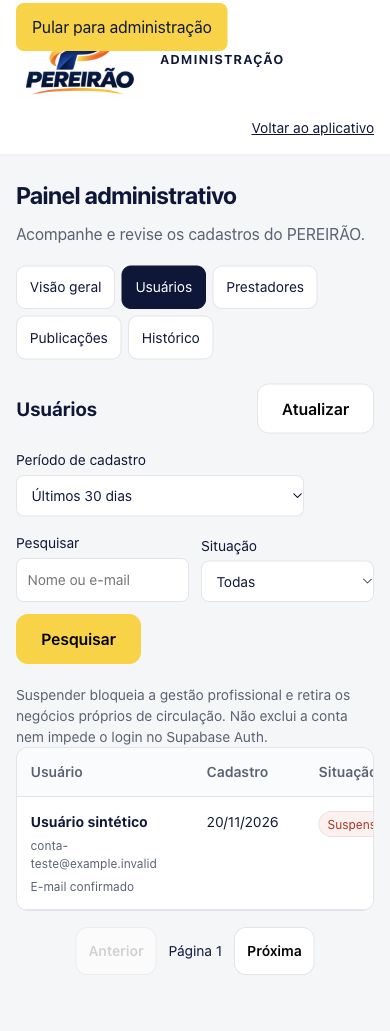 Pular para administração
PEREIRÃO
ADMINISTRAÇÃO
Voltar ao aplicativo
Painel administrativo
Acompanhe e revise os cadastros do PEREIRÃO.
Visão geral
Usuários
Prestadores
Publicações
Histórico
Usuários
Atualizar
Período de cadastro
Últimos 30 dias
Pesquisar
Situação
Nome ou e-mail
Todas
Pesquisar
Suspender bloqueia a gestão profissional e retira os
negócios próprios de circulação. Não exclui a conta
nem impede o login no Supabase Auth.
Usuário
Cadastro
Situaçã
Usuário sintético
20/11/2026
Suspens
conta-
teste@example.invalid
E-mail confirmado
Anterior
Página 1
Próxima